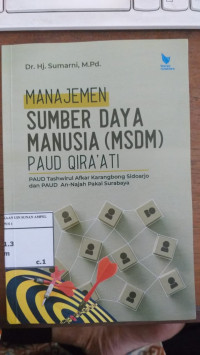 Dr. Hj. Sumarni, M.Pd.
MANAJEMEN
SUMBER DAYA
MANUSIA (MSDM)
PAUD QIRA'ATI
PAUD Tashwirul Afkar Karangbong Sidoarjo
dan PAUD An-Najah Pakal Surabaya
c.1